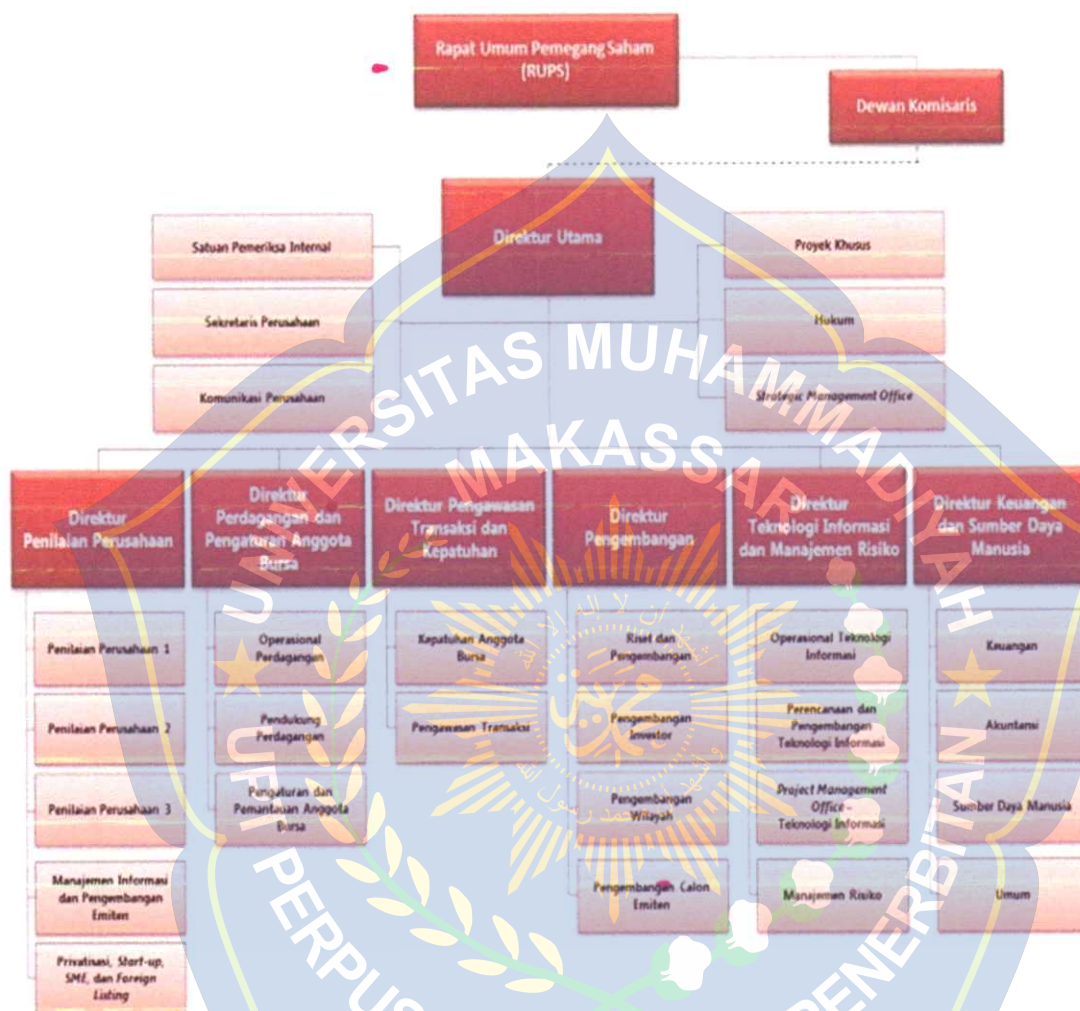 Rapat Umum Pemegang Saham
(RUPS)
Dewan Komisaris
Direktur Utama
Satuan Pemeriksa Internal
Proyek Khusus
Sekretaris Perusahaan
Hukum
Komunikasi Perusahaan
Strategic Management Office
UNIVERSITAS MUHAMMADIYAH
MAKASSAR
Direktur
Penilaian Perusahaan
Direktur
Perdagangan dan
Pengaturan Anggota
Bursa
Direktur Pengawasan
Transaksi dan
Kepatuhan
Direktur
Pengembangan
Direktur
Teknologi Informasi
dan Manajemen Risiko
Direktur Keuangan
dan Sumber Daya
Manusia
Penilaian Perusahaan 1
Penilaian Perusahaan 2
Penilaian Perusahaan 3
Manajemen Informasi
dan Pengembangan
Emiten
Privatisasi, Start-up,
SME, dan Foreign
Listing
Operasional
Perdagangan
Pendukung
Perdagangan
Pengaturan dan
Pemantauan Anggota
Bursa
Kepatuhan Anggota
Bursa
Pengawasan Transaksi
Riset dan
Pengembangan
Pengembangan
Investor
Pengembangan
Wilayah
Pengembangan Calon
Emiten
Operasional Teknologi
Informasi
Perencanaan dan
Pengembangan
Teknologi Informasi
Project Management
Office –
Teknologi Informasi
Manajemen Risiko
Keuangan
Akuntansi
Sumber Daya Manusia
Umum
محمدية
UPT
PENERBITAN